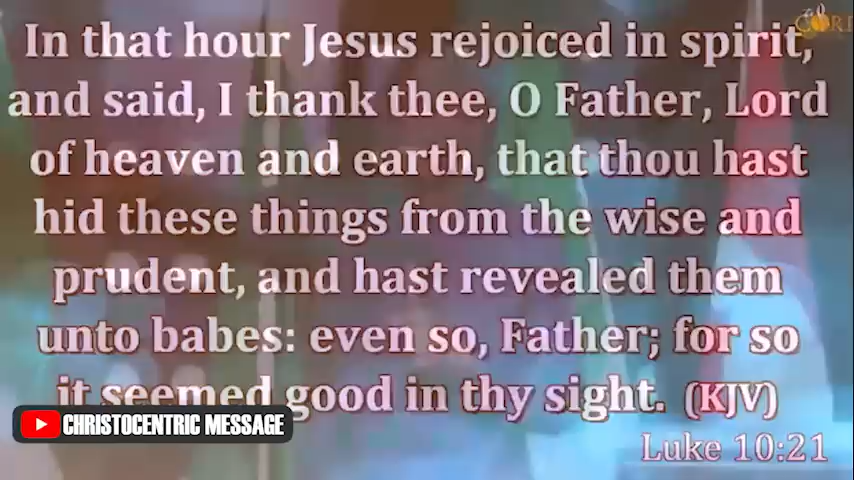 In that hour Jesus rejoiced in spirit,
and said, I thank thee, O Father, Lord
of heaven and earth, that thou hast
hid these things from the wise and
prudent, and hast revealed them
unto babes: even so, Father; for so
it seemed good in thy sight. (KJV)
CHRISTOCENTRIC MESSAGE
Luke 10:21